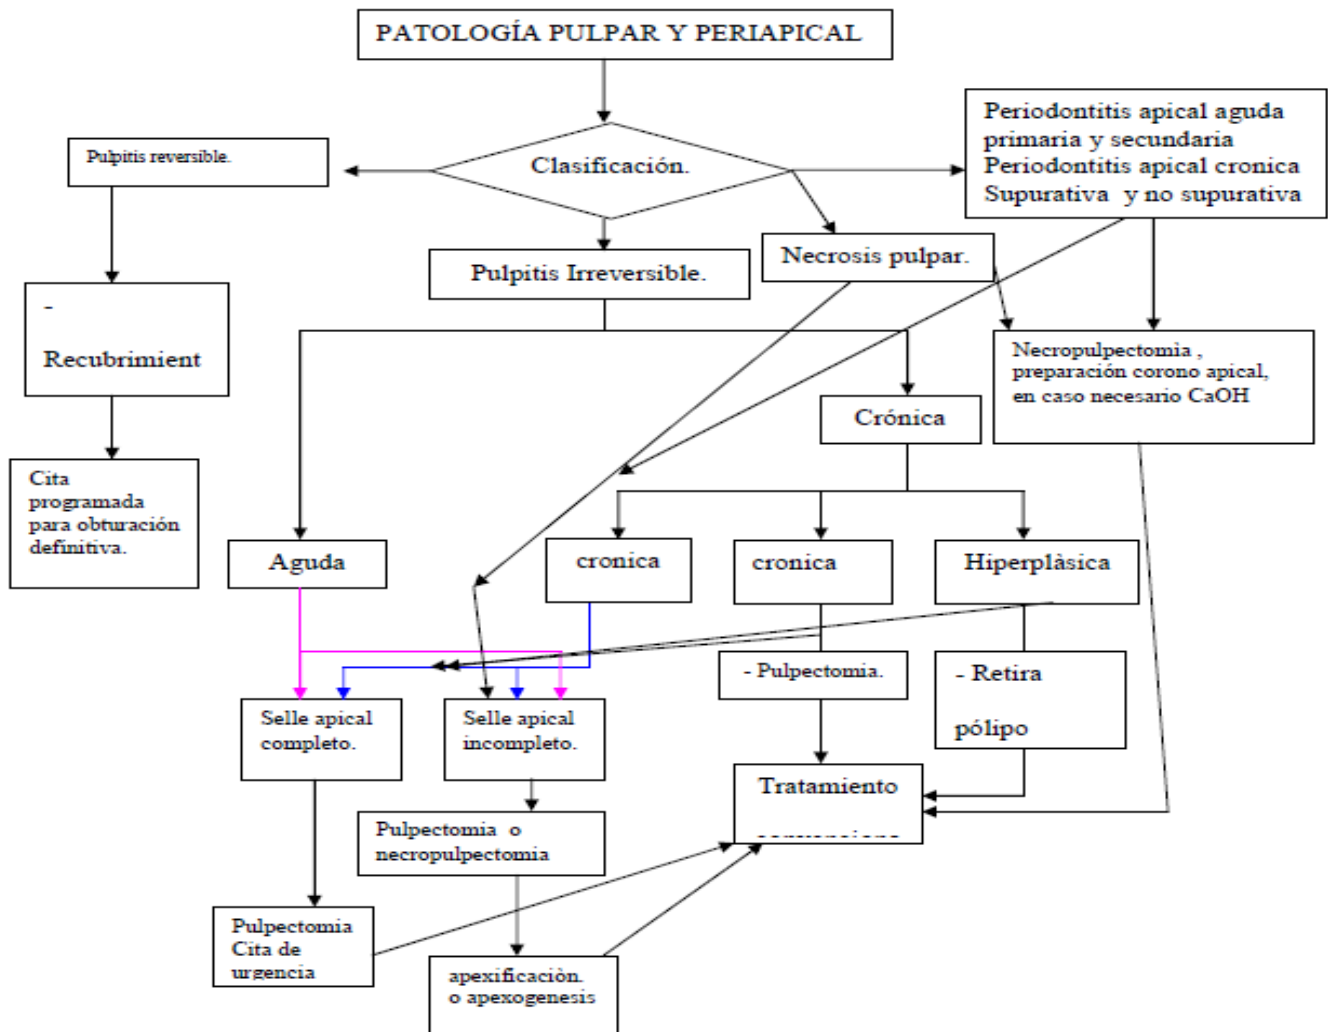 PATOLOGÍA PULPAR Y PERIAPICAL
Clasificación.
Pulpitis reversible.
Periodontitis apical aguda
primaria y secundaria
Periodontitis apical cronica
Supurativa y no supurativa
Pulpitis Irreversible.
Necrosis pulpar.
-
Recubrimient
Necropulpectomia ,
preparación corono apical,
en caso necesario CaOH
Crónica
Cita
programada
para obturación
definitiva.
Aguda
cronica
cronica
Hiperplàsica
- Pulpectomia.
- Retira
pólipo
Selle apical
completo.
Selle apical
incompleto.
Tratamiento
Pulpectomia o
necropulpectomia
Pulpectomia
Cita de
urgencia
apexificaciòn.
o apexogenesis